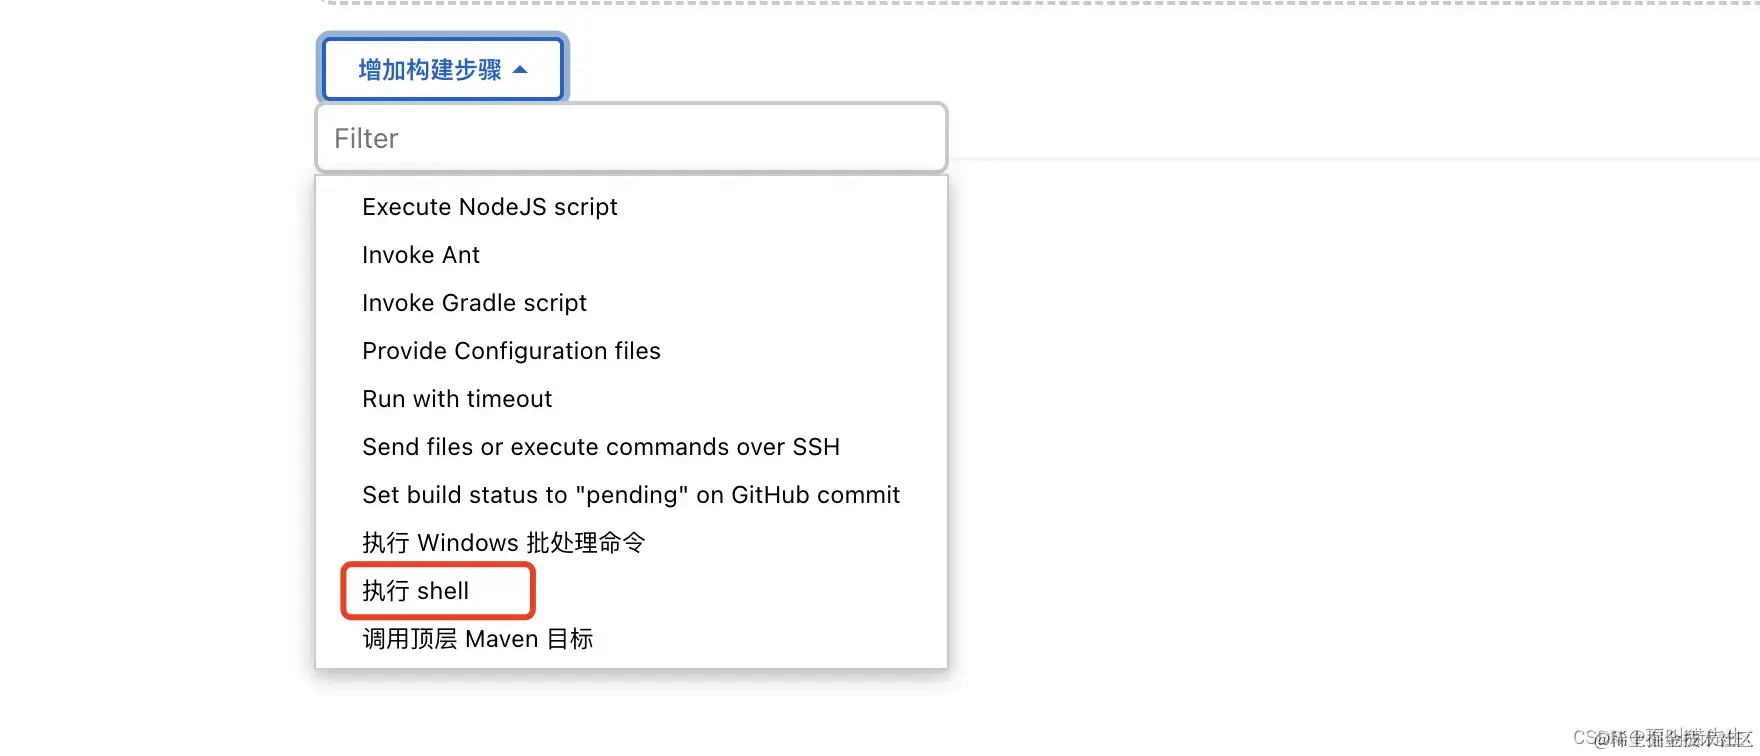 增加构建步骤
Filter
Execute NodeJS script
Invoke Ant
Invoke Gradle script
Provide Configuration files
Run with timeout
Send files or execute commands over SSH
Set build status to "pending" on GitHub commit
执行 Windows 批处理命令
执行 shell
调用顶层 Maven 目标
@稀土掘金技术社区